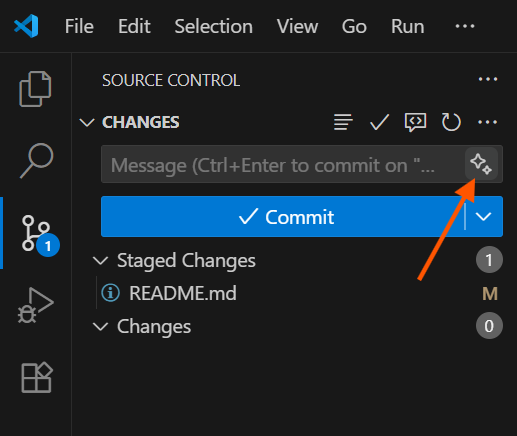 File Edit Selection View Go Run ...
SOURCE CONTROL ...
CHANGES ...
Message (Ctrl+Enter to commit on "...
Commit
1
Staged Changes 1
README.md M
Changes 0